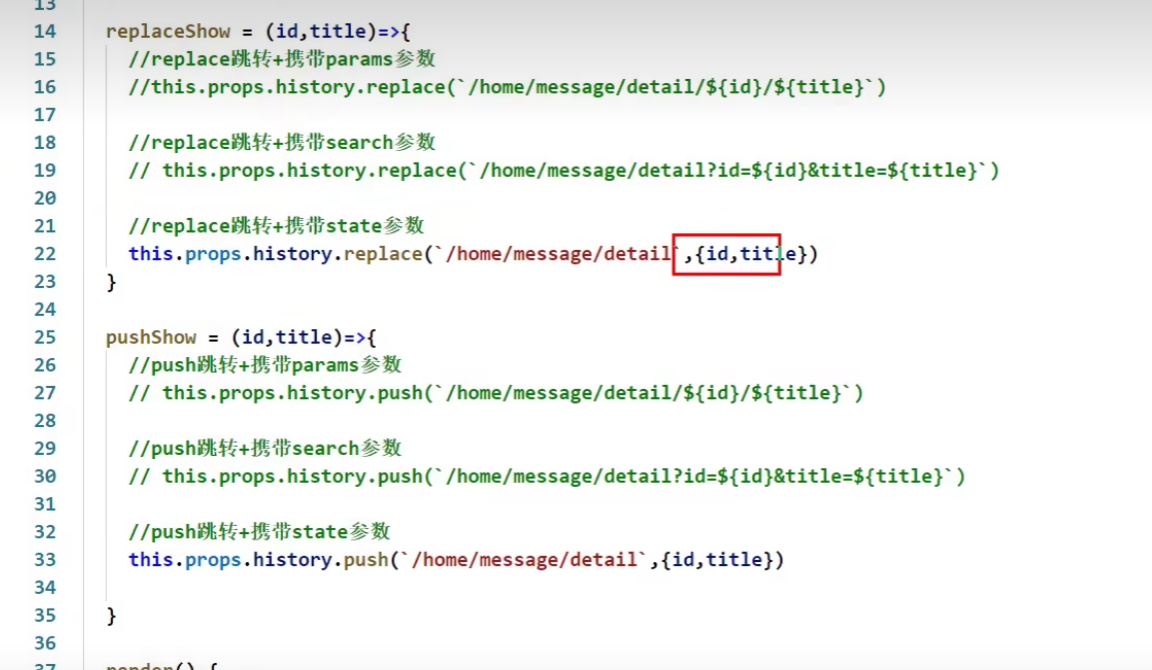 13
14 replaceShow = (id,title)=>{
15 //replace跳转+携带params参数
16 //this.props.history.replace(`/home/message/detail/${id}/${title}`)
17
18 //replace跳转+携带search参数
19 // this.props.history.replace(`/home/message/detail?id=${id}&title=${title}`)
20
21 //replace跳转+携带state参数
22 this.props.history.replace(`/home/message/detail`,{id,title})
23 }
24
25 pushShow = (id,title)=>{
26 //push跳转+携带params参数
27 // this.props.history.push(`/home/message/detail/${id}/${title}`)
28
29 //push跳转+携带search参数
30 // this.props.history.push(`/home/message/detail?id=${id}&title=${title}`)
31
32 //push跳转+携带state参数
33 this.props.history.push(`/home/message/detail`,{id,title})
34
35 }
36
37 render() {